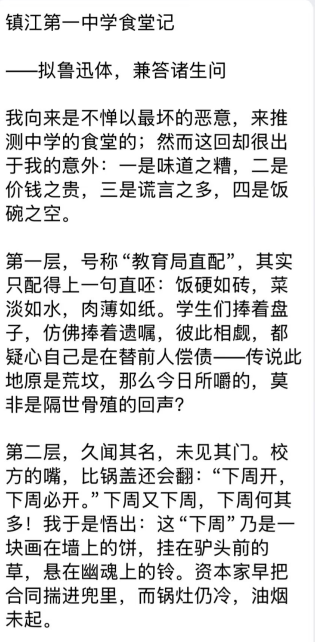 镇江第一中学食堂记
——拟鲁迅体，兼答诸生问
我向来是不惮以最坏的恶意，来推
测中学的食堂的；然而这回却很出
于我的意外：一是味道之糟，二是
价钱之贵，三是谎言之多，四是饭
碗之空。
第一层，号称“教育局直配”，其实
只配得上一句直呸：饭硬如砖，菜
淡如水，肉薄如纸。学生们捧着盘
子，仿佛捧着遗嘱，彼此相觑，都
疑心自己是在替前人偿债——传说此
地原是荒坟，那么今日所嚼的，莫
非是隔世骨殖的回声？
第二层，久闻其名，未见其门。校
方的嘴，比锅盖还会翻：“下周开，
下周必开。”下周又下周，下周何其
多！我于是悟出：这“下周”乃是一
块画在墙上的饼，挂在驴头前的
草，悬在幽魂上的铃。资本家早把
合同揣进兜里，而锅灶仍冷，油烟
未起。